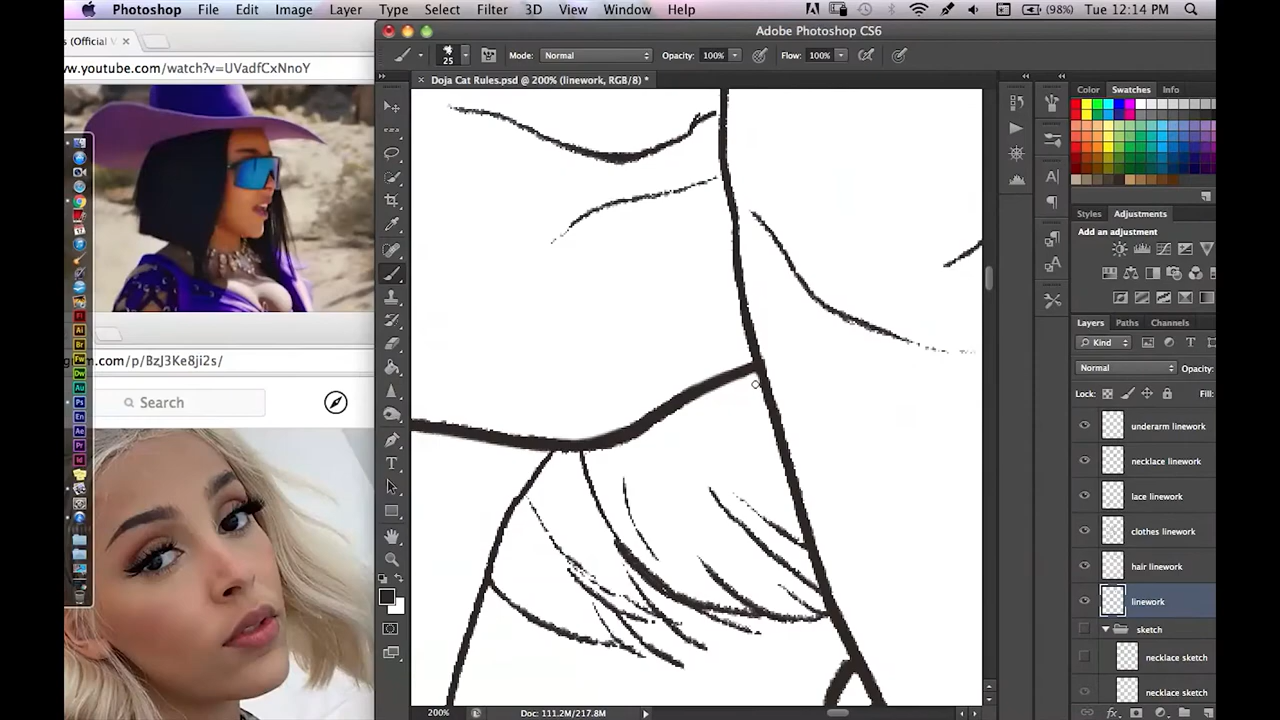 Photoshop File Edit Image Layer Type Select Filter 3D View Window Help (98%) Tue 12:14 PM
Adobe Photoshop CS6
s (Official
ww.youtube.com/watch?v=UVadfCxNnoY
25 Mode: Normal Opacity: 100% Flow: 100%
Doja Cat Rules.psd @ 200% (linework, RGB/8) *
Color Swatches Info
Styles Adjustments
Add an adjustment
Layers Paths Channels
Kind
Normal Opacity:
Lock: Fill:
underarm linework
necklace linework
lace linework
clothes linework
hair linework
linework
sketch
necklace sketch
necklace sketch
gram.com/p/BzJ3Ke8ji2s/
Search
200% Doc: 111.2M/217.8M